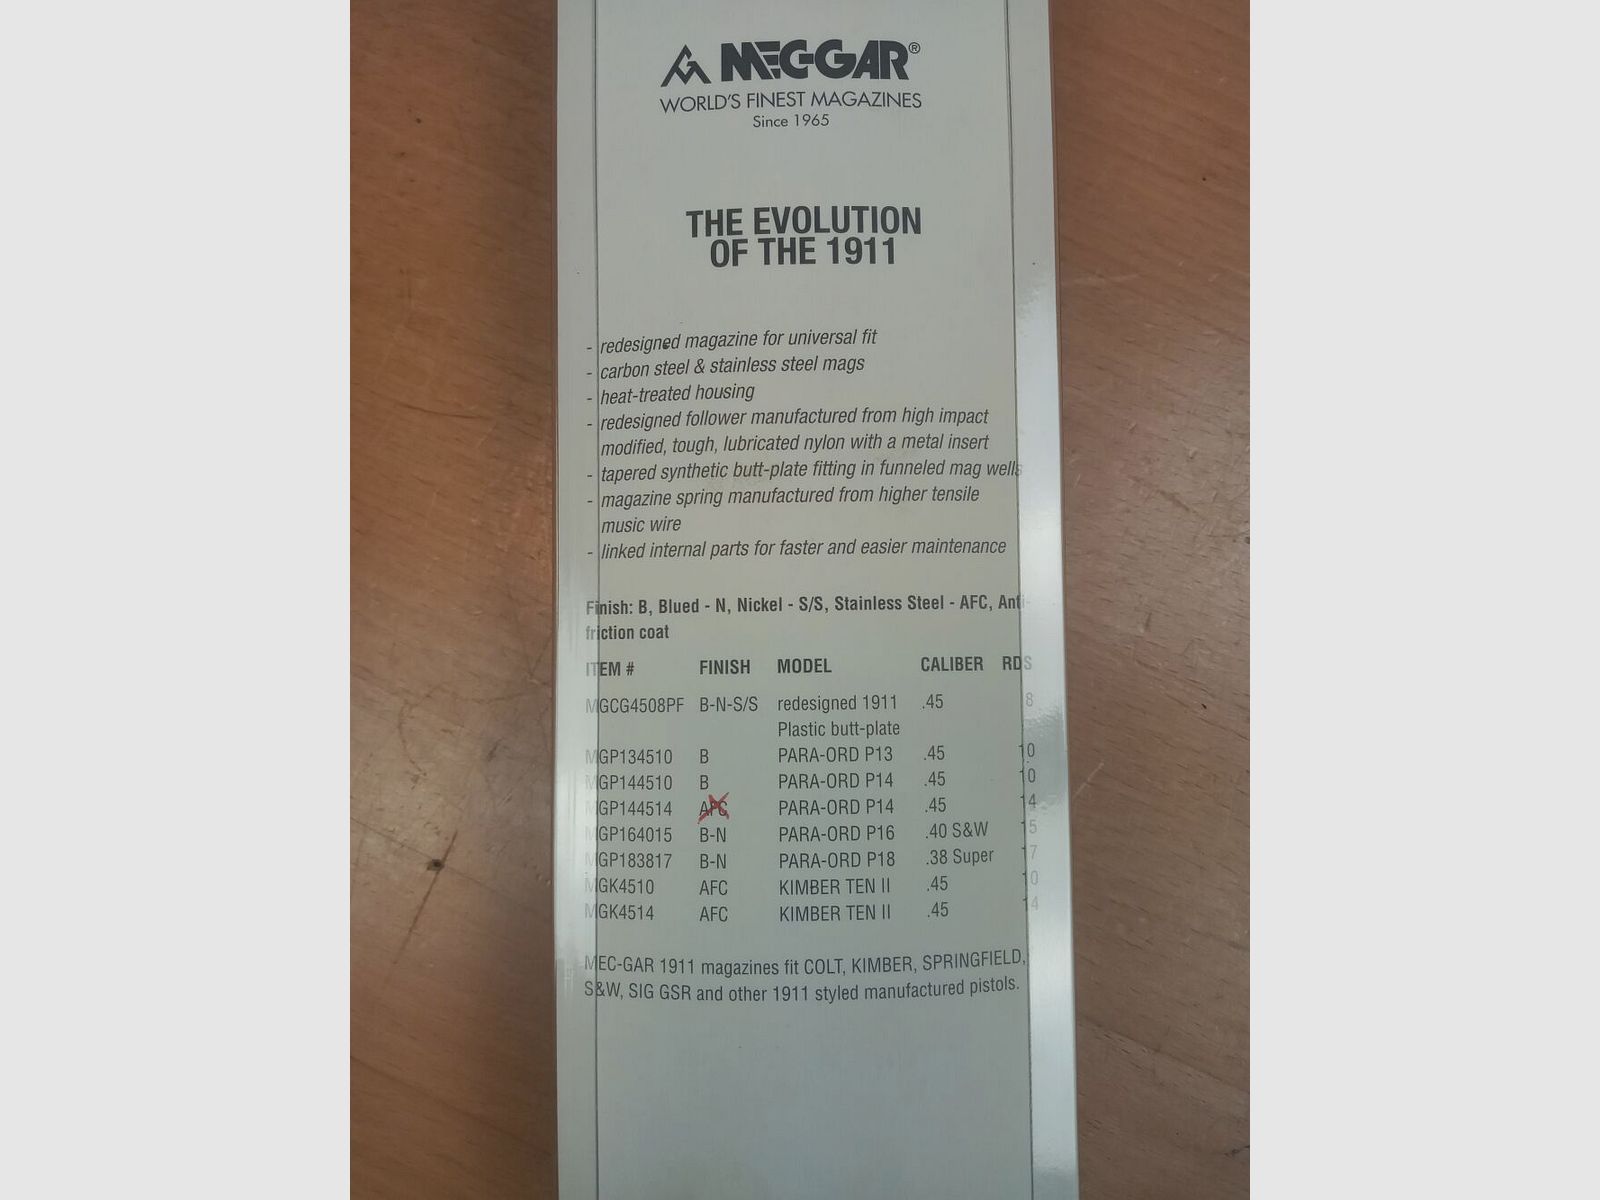 MEC-GAR®
WORLD'S FINEST MAGAZINES
Since 1965
THE EVOLUTION
OF THE 1911
- redesigned magazine for universal fit
- carbon steel & stainless steel mags
- heat-treated housing
- redesigned follower manufactured from high impact
modified, tough, lubricated nylon with a metal insert
- tapered synthetic butt-plate fitting in funneled mag wells
- magazine spring manufactured from higher tensile
music wire
- linked internal parts for faster and easier maintenance
Finish: B, Blued - N, Nickel - S/S, Stainless Steel - AFC, Anti-
friction coat
ITEM # FINISH MODEL CALIBER RDS
MGCG4508PF B-N-S/S redesigned 1911 .45 8
Plastic butt-plate
MGP134510 B PARA-ORD P13 .45 10
MGP144510 B PARA-ORD P14 .45 10
MGP144514 AFC PARA-ORD P14 .45 14
MGP164015 B-N PARA-ORD P16 .40 S&W 15
MGP183817 B-N PARA-ORD P18 .38 Super 17
MGK4510 AFC KIMBER TEN II .45 10
MGK4514 AFC KIMBER TEN II .45 14
MEC-GAR 1911 magazines fit COLT, KIMBER, SPRINGFIELD,
S&W, SIG GSR and other 1911 styled manufactured pistols.